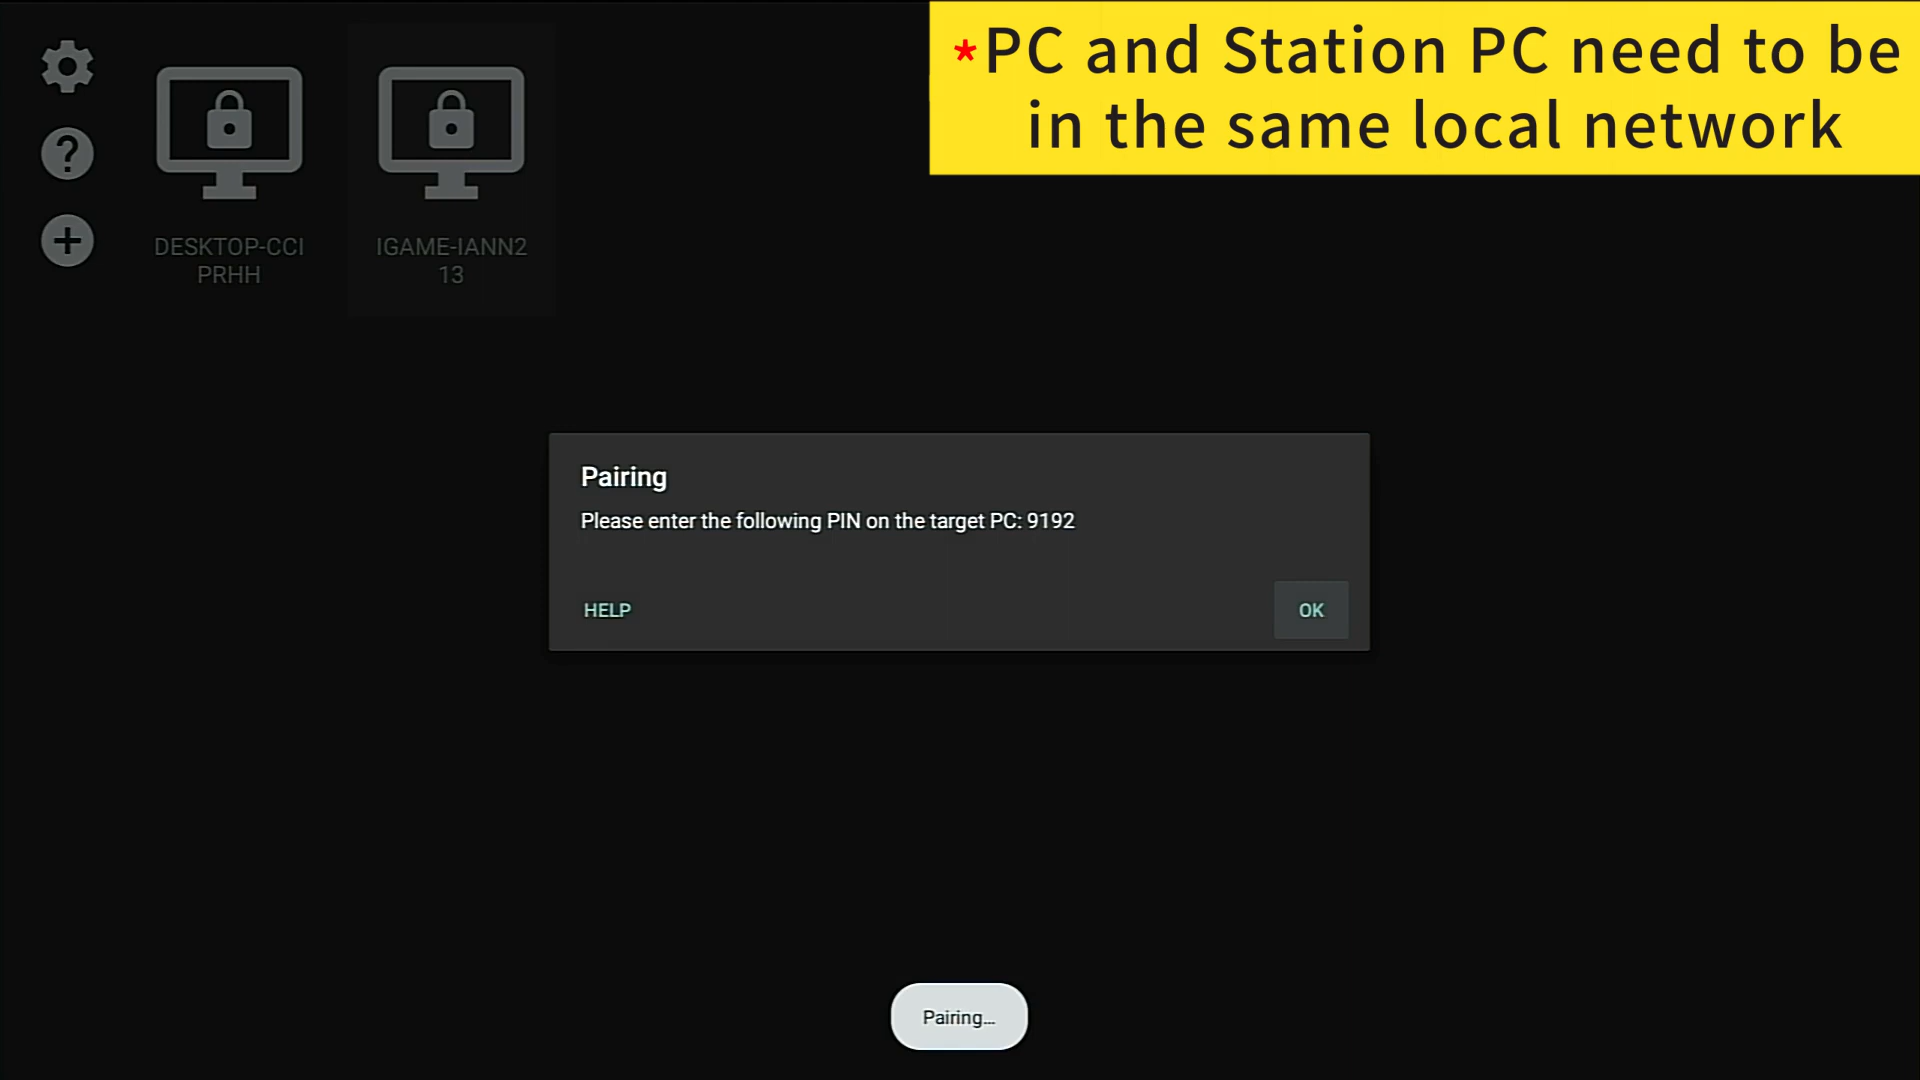 *PC and Station PC need to be
in the same local network
DESKTOP-CCI
PRHH
IGAME-IANN2
13
Pairing
Please enter the following PIN on the target PC: 9192
HELP
OK
Pairing...